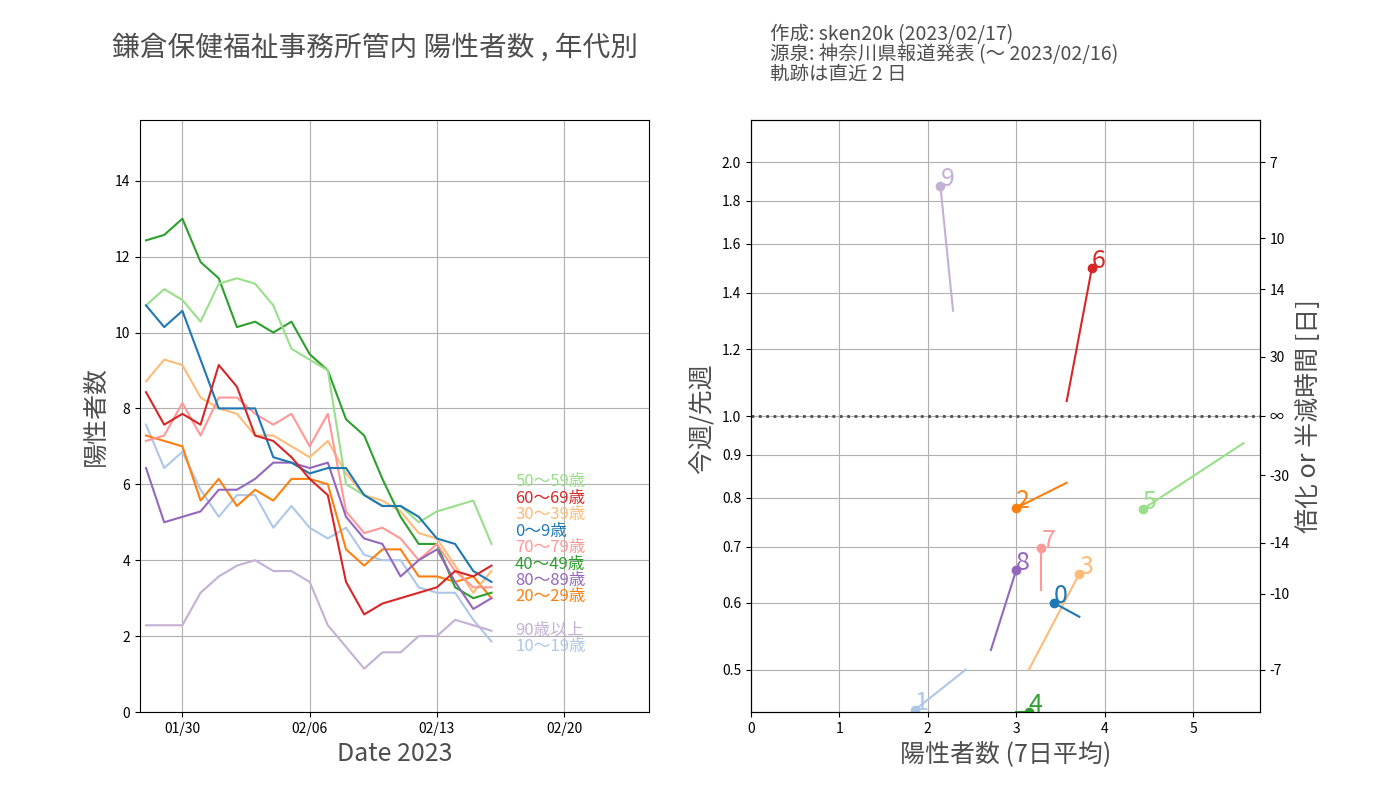 鎌倉保健福祉事務所管内 陽性者数 , 年代別
作成: sken20k (2023/02/17)
源泉: 神奈川県報道発表 (〜 2023/02/16)
軌跡は直近 2 日
陽性者数
14
12
10
8
6
4
2
0
50〜59歳
60〜69歳
30〜39歳
0〜9歳
70〜79歳
40〜49歳
80〜89歳
20〜29歳
90歳以上
10〜19歳
01/30
02/06
02/13
02/20
Date 2023
今週/先週
2.0
1.8
1.6
1.4
1.2
1.0
0.9
0.8
0.7
0.6
0.5
9
6
2
5
7
8
3
0
1
4
7
10
14
30
∞
-30
-14
-10
-7
倍化 or 半減時間 [日]
0
1
2
3
4
5
陽性者数 (7日平均)